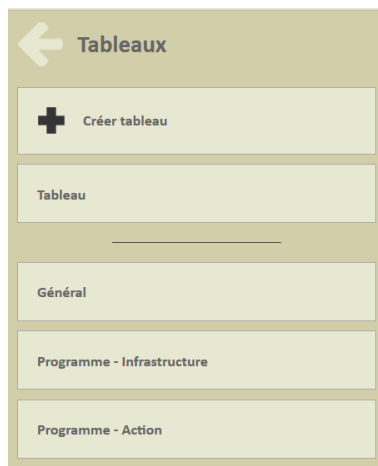 Tableaux
Créer tableau
Tableau
Général
Programme - Infrastructure
Programme - Action